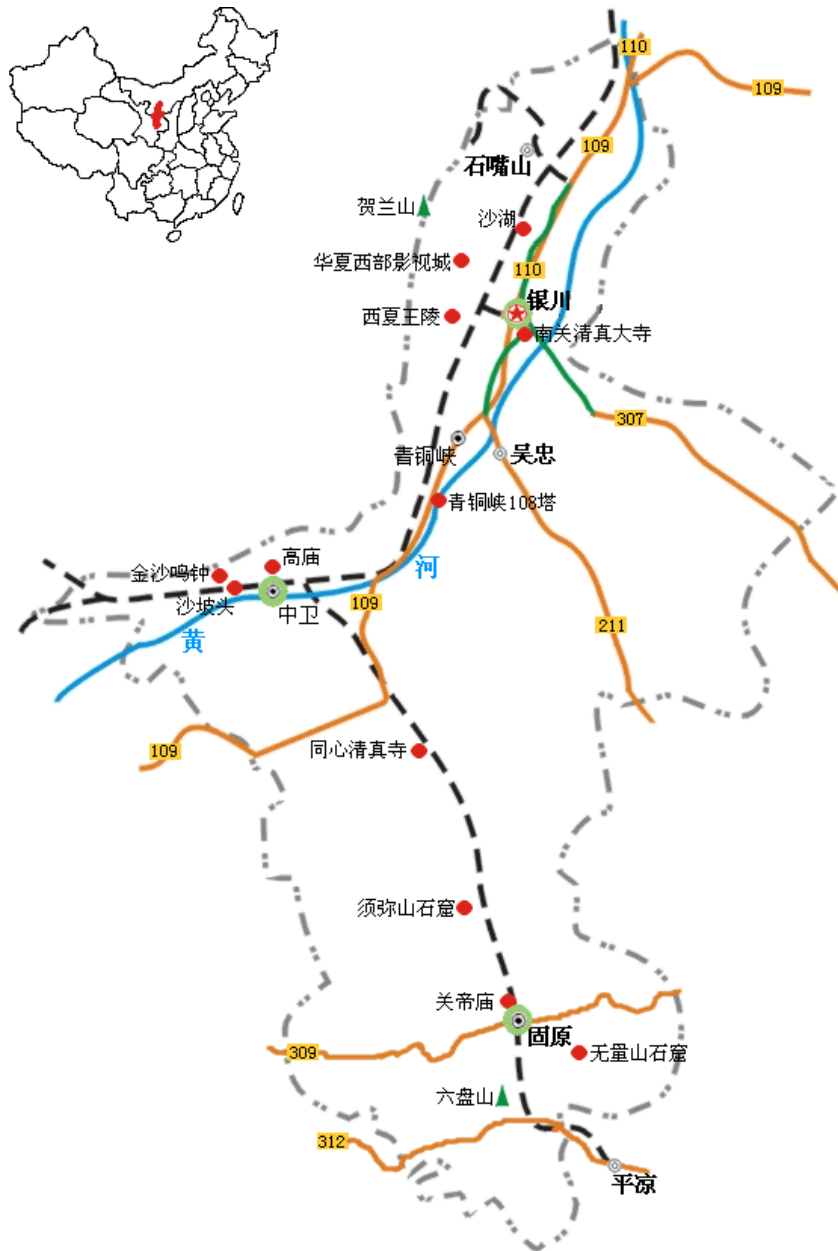 110
109
109
石嘴山
贺兰山
沙湖
华夏西部影视城
110
银川
西夏王陵
南关清真大寺
307
青铜峡
吴忠
青铜峡108塔
高庙
河
金沙鸣钟
沙坡头
中卫
109
211
黄
109
同心清真寺
须弥山石窟
关帝庙
固原
309
无量山石窟
六盘山
312
平凉